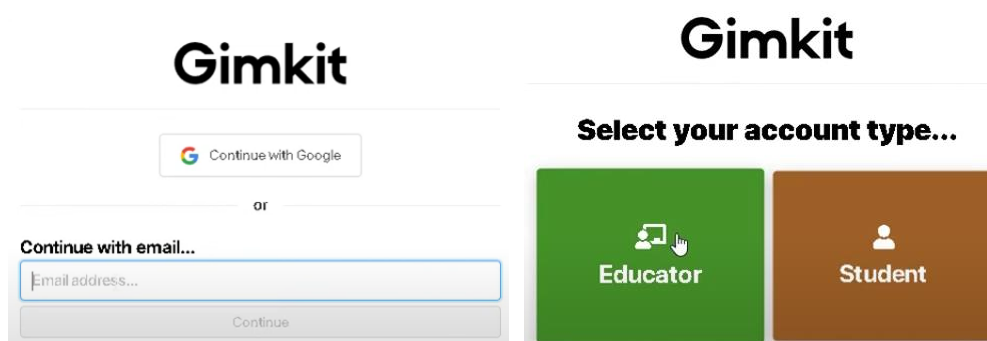 Gimkit
Continue with Google
or
Continue with email...
Email address...
Continue
Gimkit
Select your account type...
Educator
Student